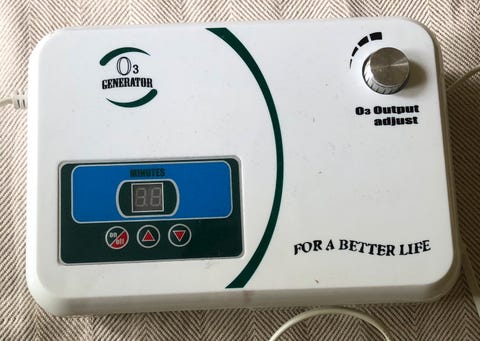 O3
GENERATOR
O3 Output
adjust
MINUTES
on/off
FOR A BETTER LIFE